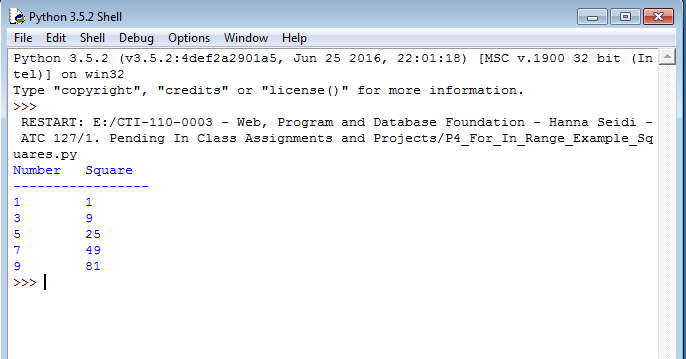 Python 3.5.2 Shell
File Edit Shell Debug Options Window Help
Python 3.5.2 (v3.5.2:4def2a2901a5, Jun 25 2016, 22:01:18) [MSC v.1900 32 bit (In
tel)] on win32
Type "copyright", "credits" or "license()" for more information.
>>>
 RESTART: E:/CTI-110-0003 - Web, Program and Database Foundation - Hanna Seidi -
 ATC 127/1. Pending In Class Assignments and Projects/P4_For_In_Range_Example_Sq
uares.py
Number   Square
-----------------
1        1
3        9
5        25
7        49
9        81
>>>